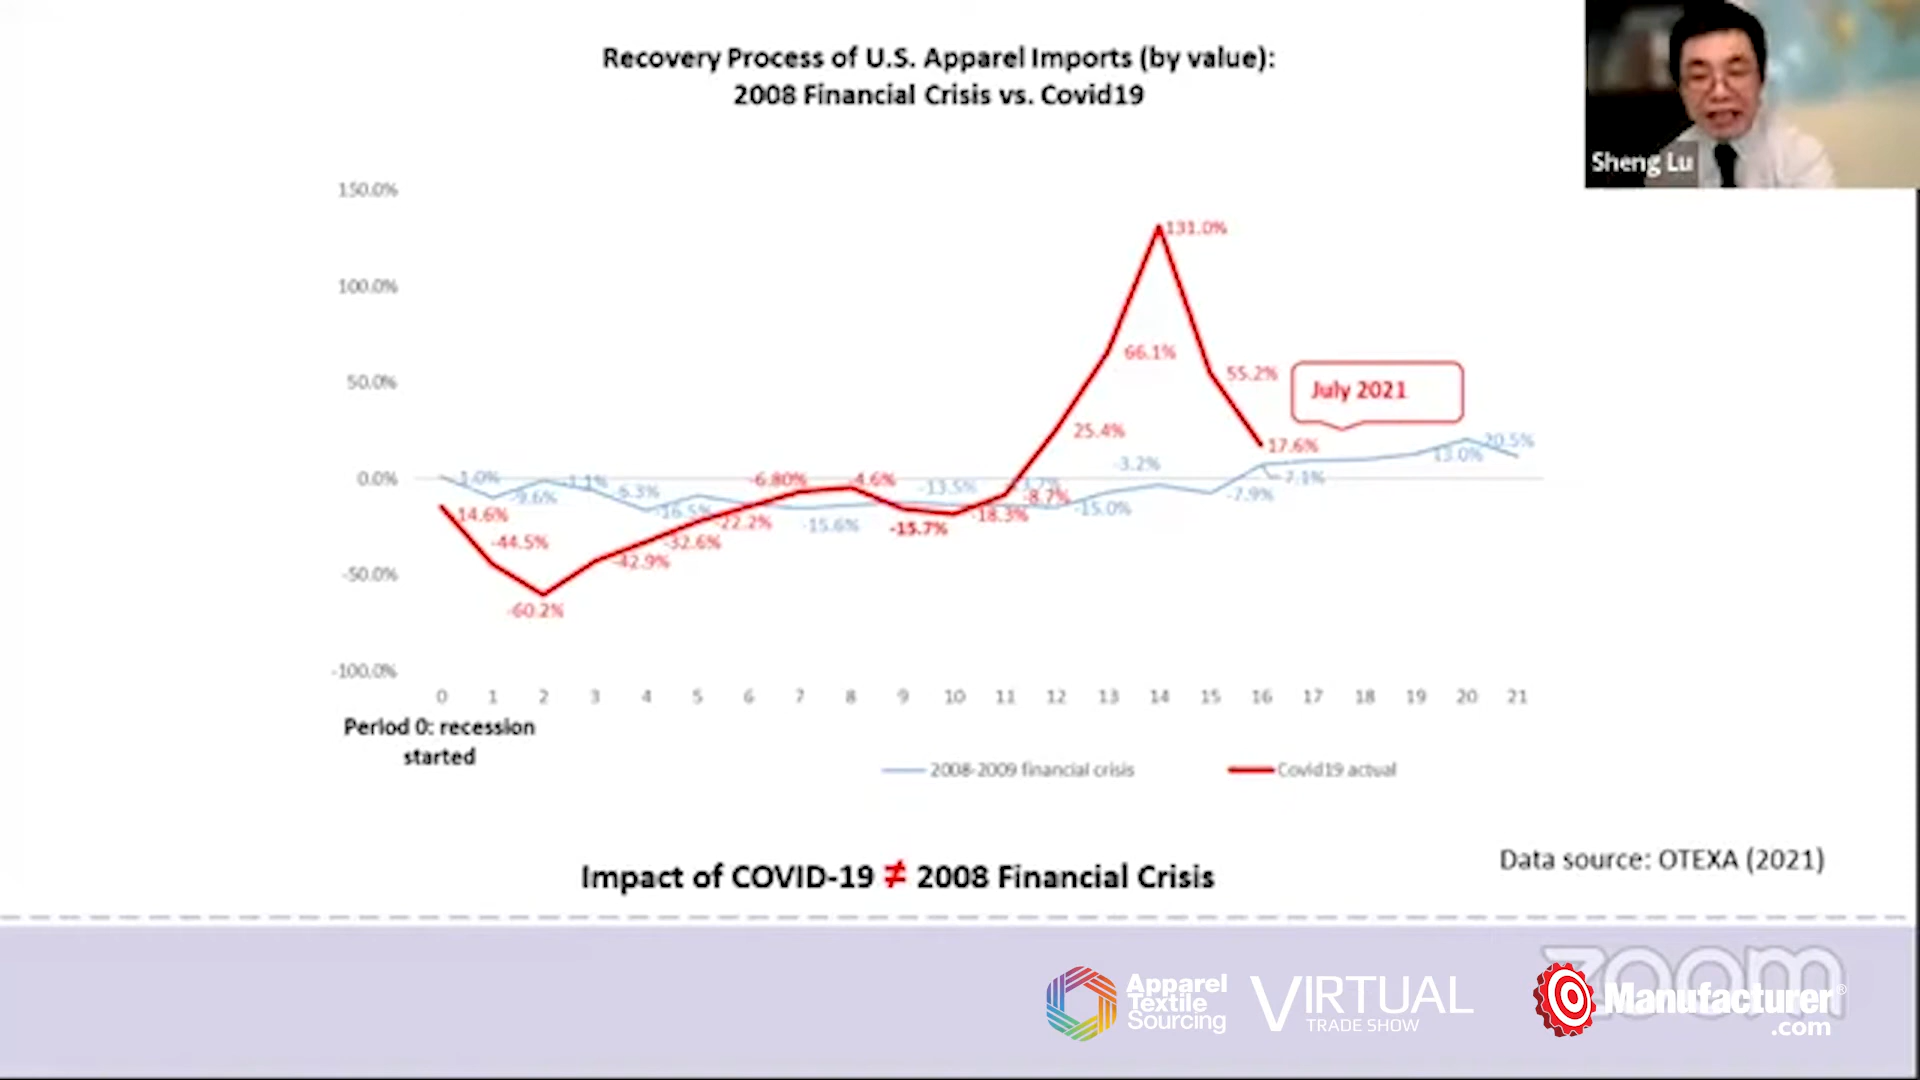 Recovery Process of U.S. Apparel Imports (by value):
2008 Financial Crisis vs. Covid19
Sheng Lu
150.0%
100.0%
50.0%
0.0%
-50.0%
-100.0%
131.0%
66.1%
55.2%
July 2021
25.4%
17.6%
20.5%
13.0%
-3.2%
-7.1%
-7.9%
1.0%
-9.6%
-1.1%
-6.3%
-16.5%
-15.6%
-13.5%
-15.0%
-6.80%
-4.6%
-8.7%
-14.6%
-44.5%
-60.2%
-42.9%
-32.6%
-22.2%
-15.7%
-18.3%
0 1 2 3 4 5 6 7 8 9 10 11 12 13 14 15 16 17 18 19 20 21
Period 0: recession
started
2008-2009 financial crisis
Covid19 actual
Impact of COVID-19 ≠ 2008 Financial Crisis
Data source: OTEXA (2021)
zoom
Apparel
Textile
Sourcing
VIRTUAL
TRADE SHOW
Manufacturer®
.com